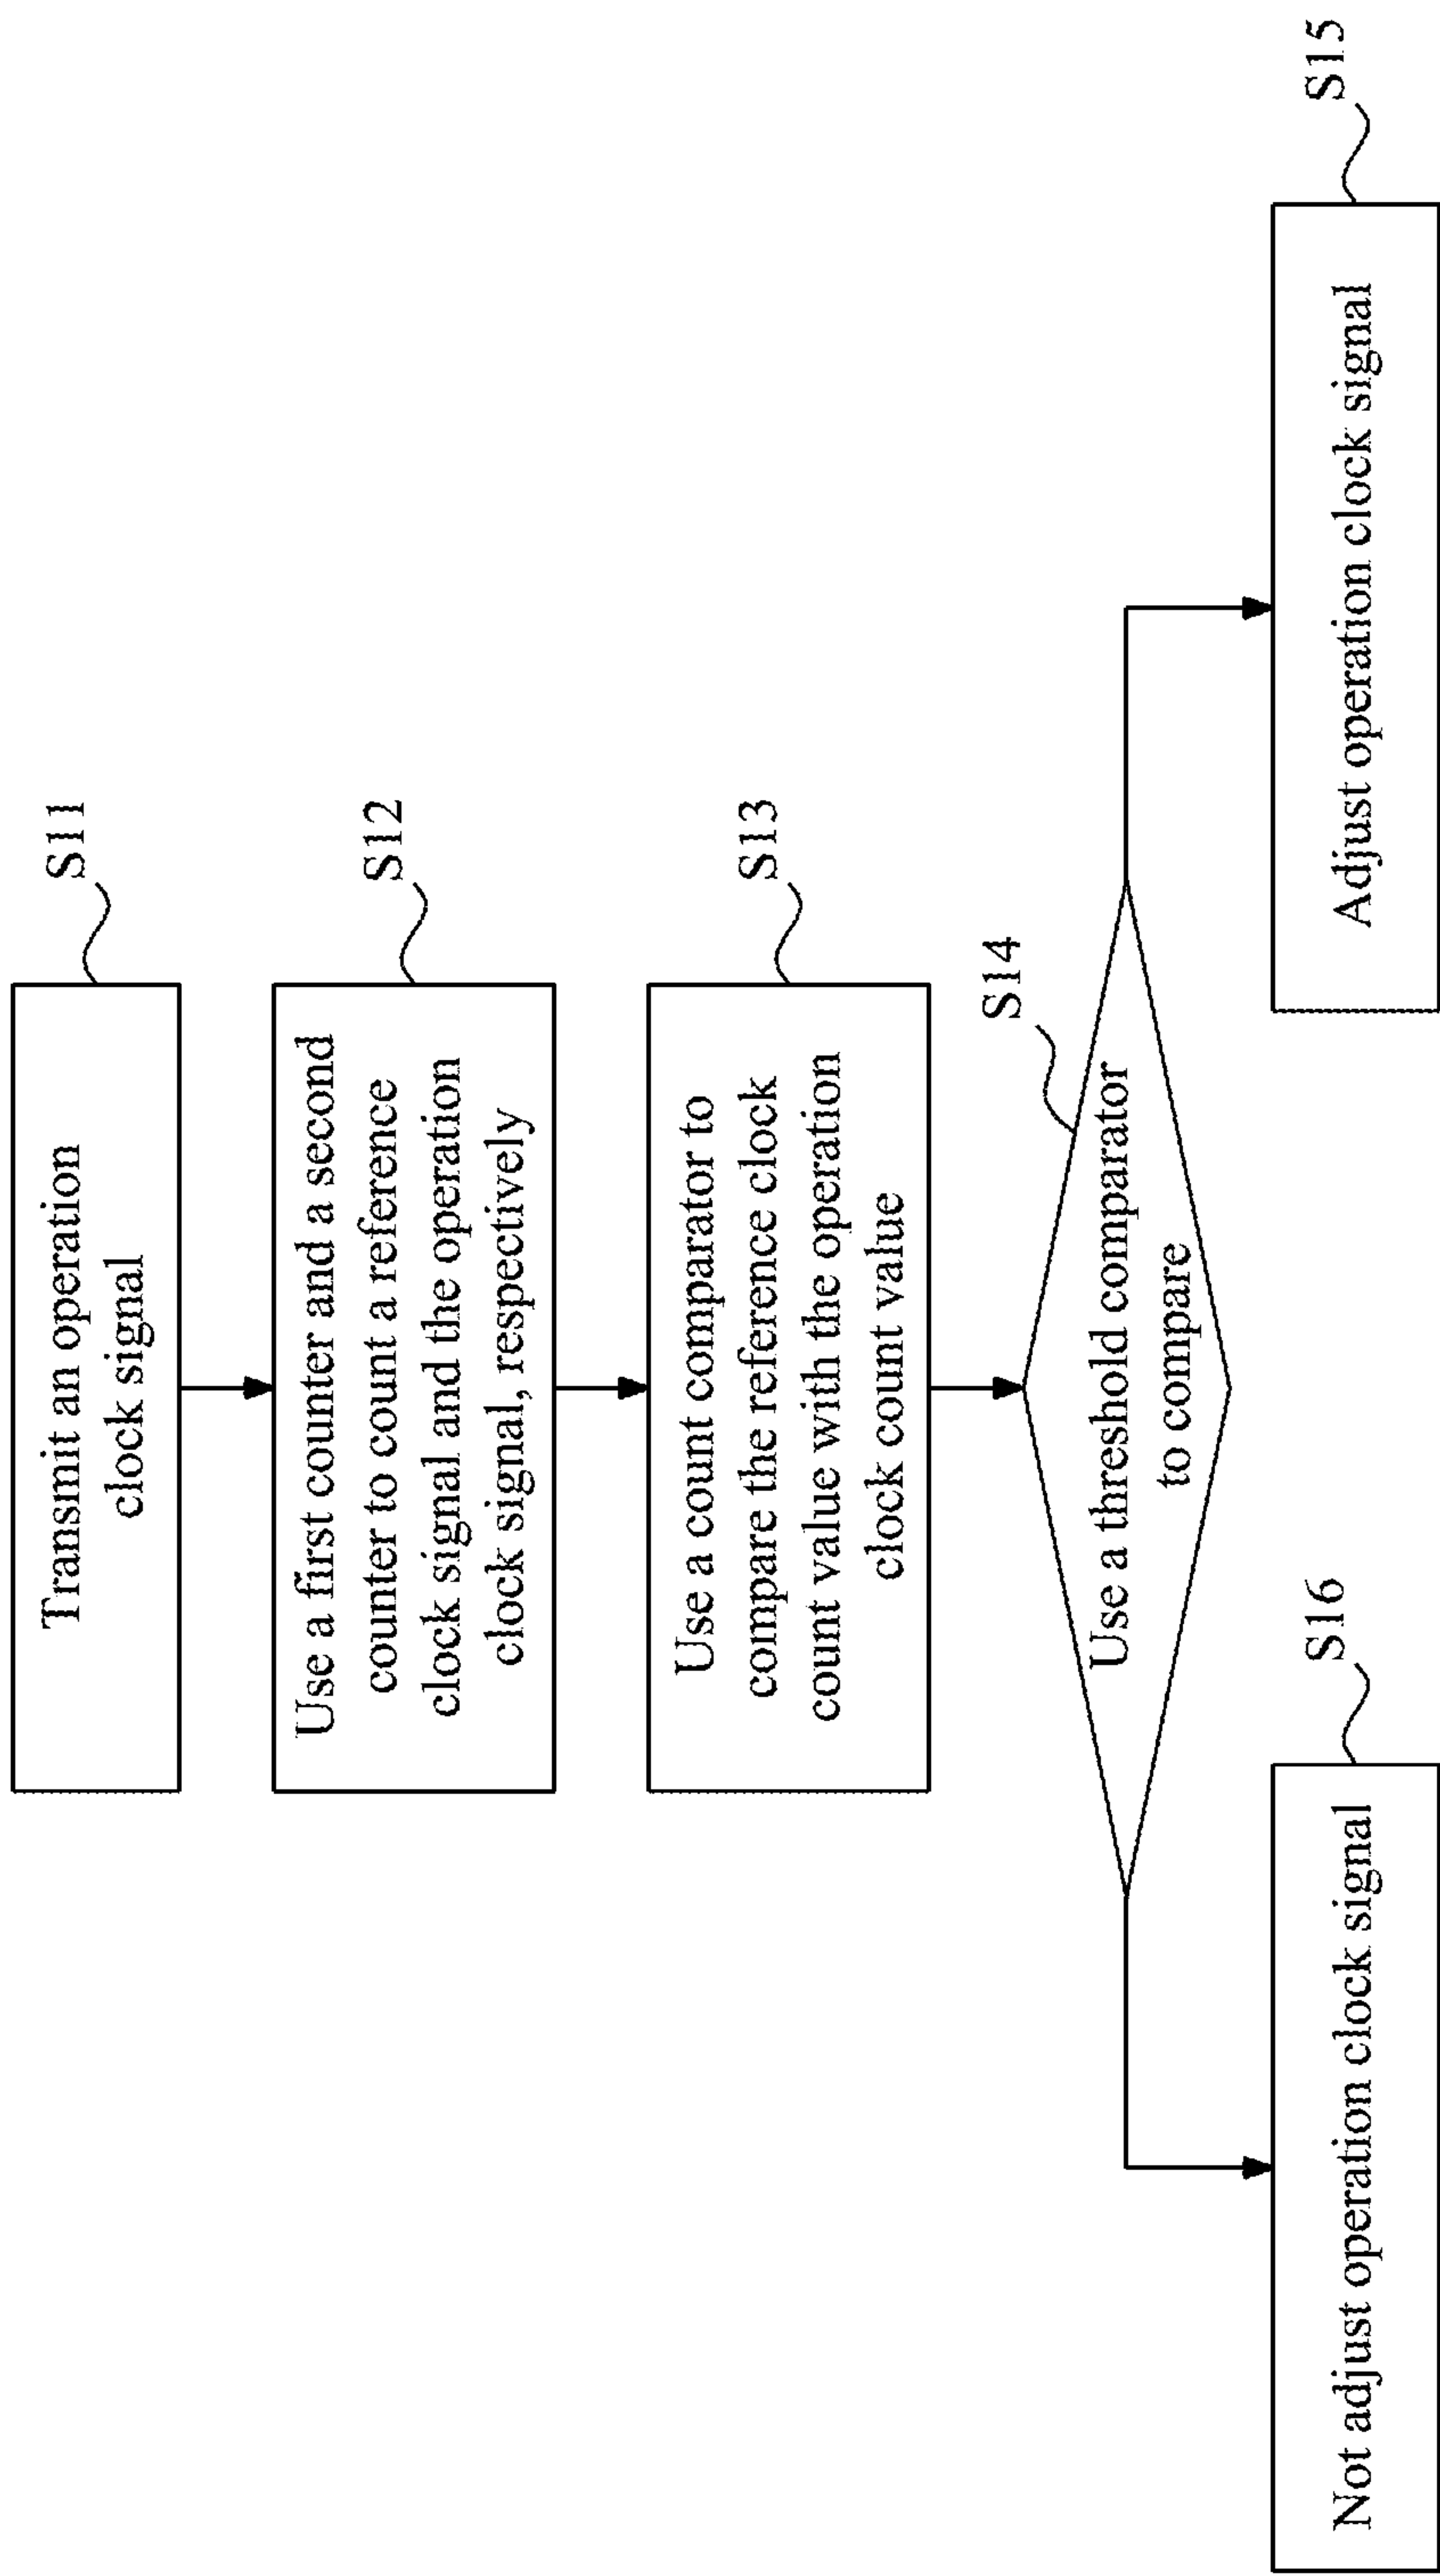 S11
Transmit an operation
clock signal
S12
Use a first counter and a second
counter to count a reference
clock signal and the operation
clock signal, respectively
S13
Use a count comparator to
compare the reference clock
count value with the operation
clock count value
S14
Use a threshold comparator
to compare
S16
Not adjust operation clock signal
S15
Adjust operation clock signal